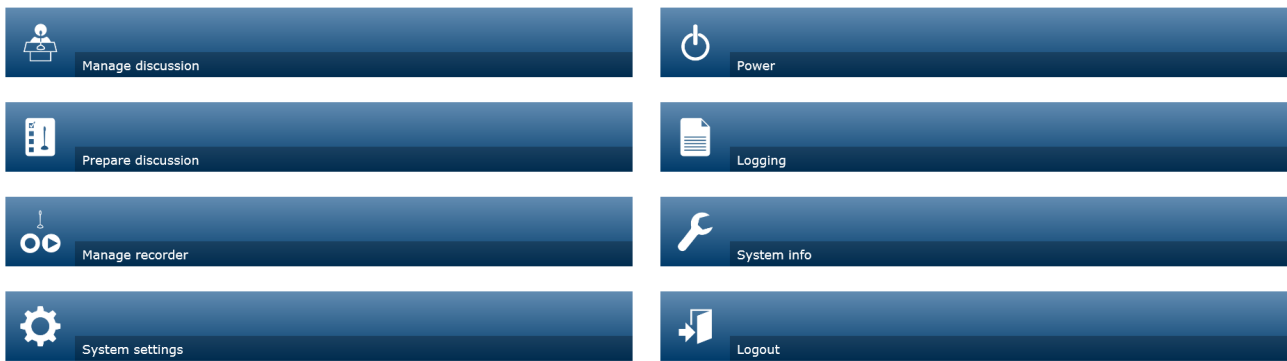 Manage discussion
Power
Prepare discussion
Logging
Manage recorder
System info
System settings
Logout